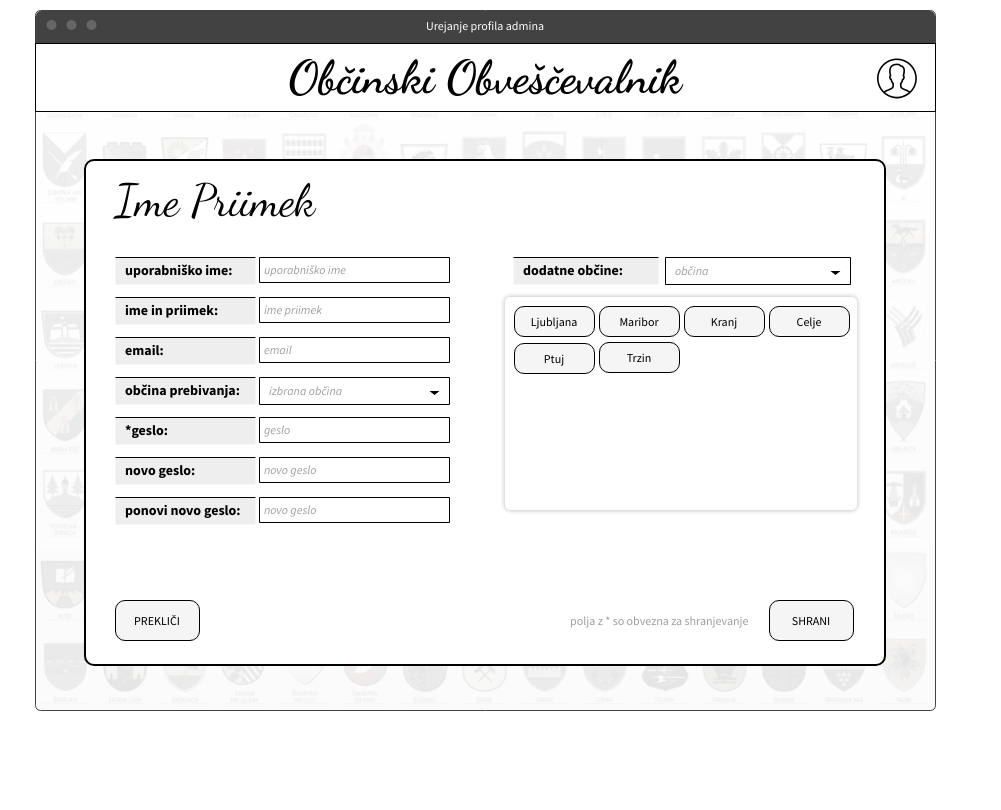 Urejanje profila admina
Občinski Obveščevalnik
Ime Priimek
uporabniško ime: uporabniško ime
ime in priimek: ime priimek
email: email
občina prebivanja: izbrana občina
*geslo: geslo
novo geslo: novo geslo
ponovi novo geslo: novo geslo
dodatne občine: občina
Ljubljana Maribor Kranj Celje
Ptuj Trzin
PREKLIČI
polja z * so obvezna za shranjevanje
SHRANI